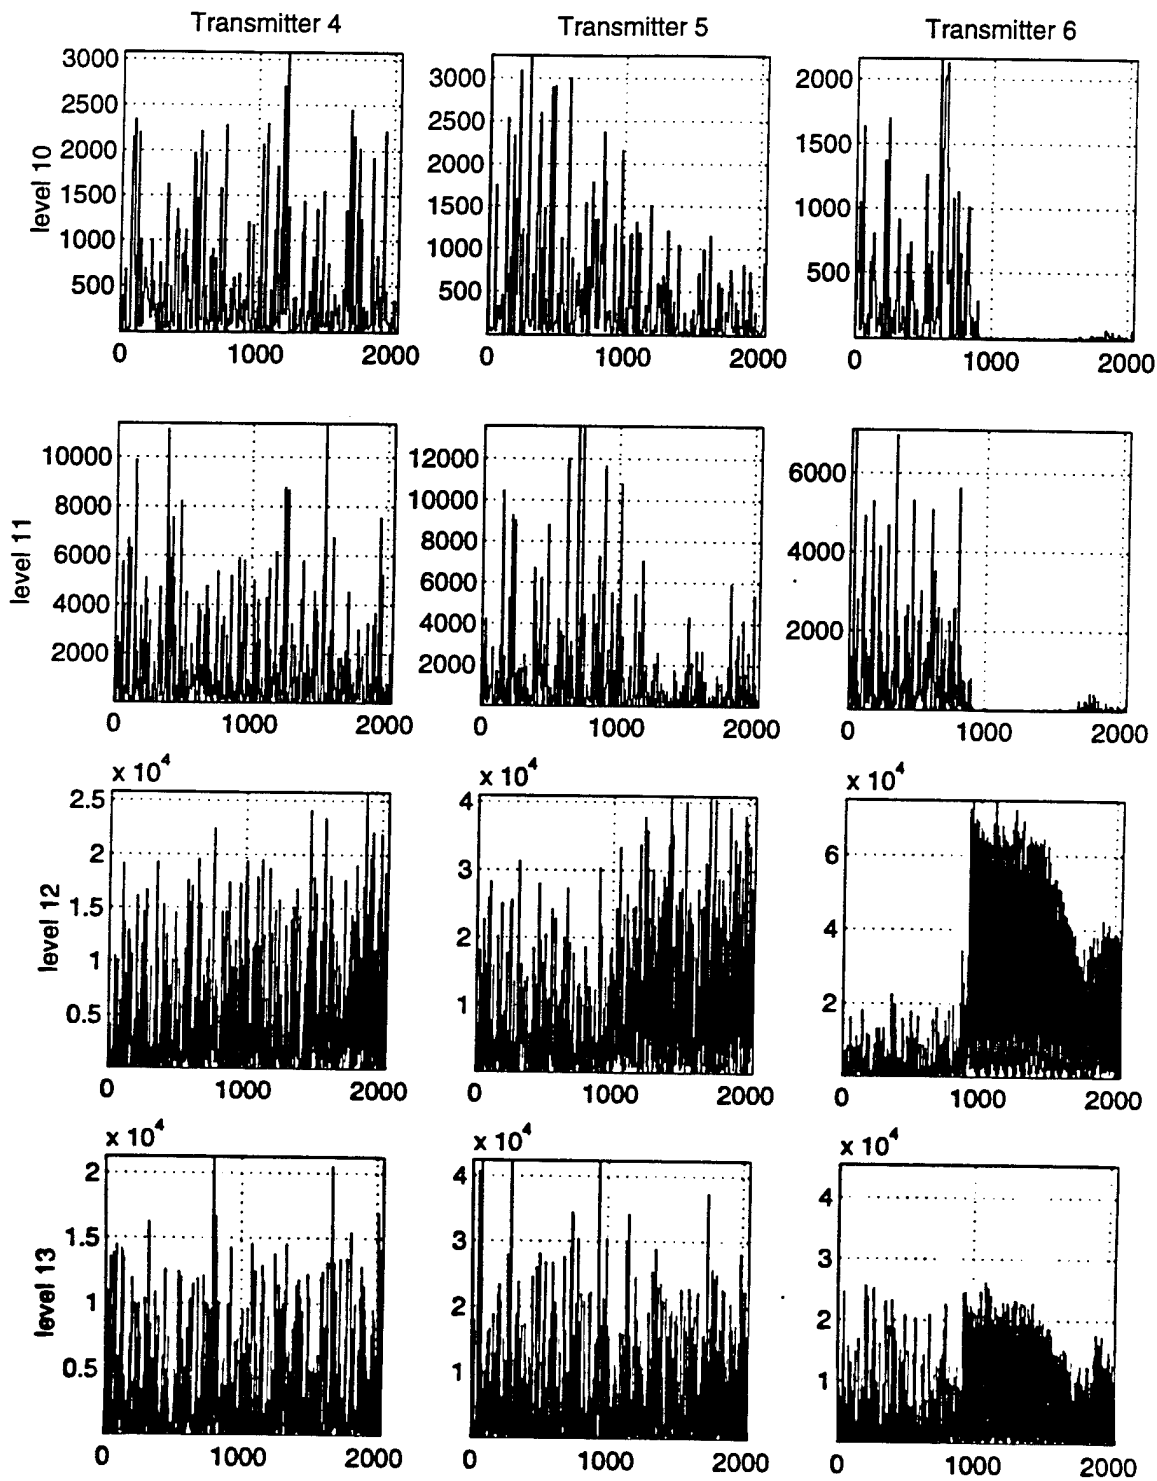 Transmitter 4 Transmitter 5 Transmitter 6
level 10
3000 2500 2000 1500 1000 500
0 1000 2000
3000 2500 2000 1500 1000 500
0 1000 2000
2000 1500 1000 500
0 1000 2000
level 11
10000 8000 6000 4000 2000
0 1000 2000
12000 10000 8000 6000 4000 2000
0 1000 2000
6000 4000 2000
0 1000 2000
level 12
x 10^4
2.5 2 1.5 1 0.5
0 1000 2000
x 10^4
4 3 2 1
0 1000 2000
x 10^4
6 4 2
0 1000 2000
level 13
x 10^4
2 1.5 1 0.5
0 1000 2000
x 10^4
4 3 2 1
0 1000 2000
x 10^4
4 3 2 1
0 1000 2000